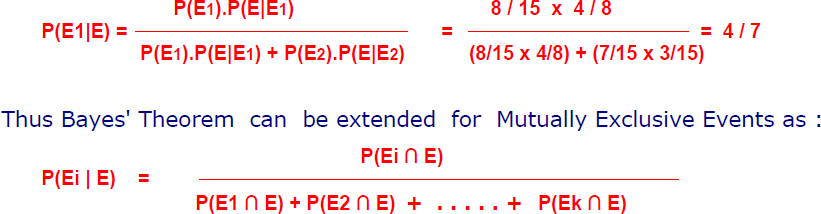 P(E1).P(E|E1) 8 / 15 x 4 / 8
P(E1|E) = = = 4 / 7
P(E1).P(E|E1) + P(E2).P(E|E2) (8/15 x 4/8) + (7/15 x 3/15)
Thus Bayes' Theorem can be extended for Mutually Exclusive Events as :
P(Ei ∩ E)
P(Ei | E) =
P(E1 ∩ E) + P(E2 ∩ E) + . . . . . + P(Ek ∩ E)